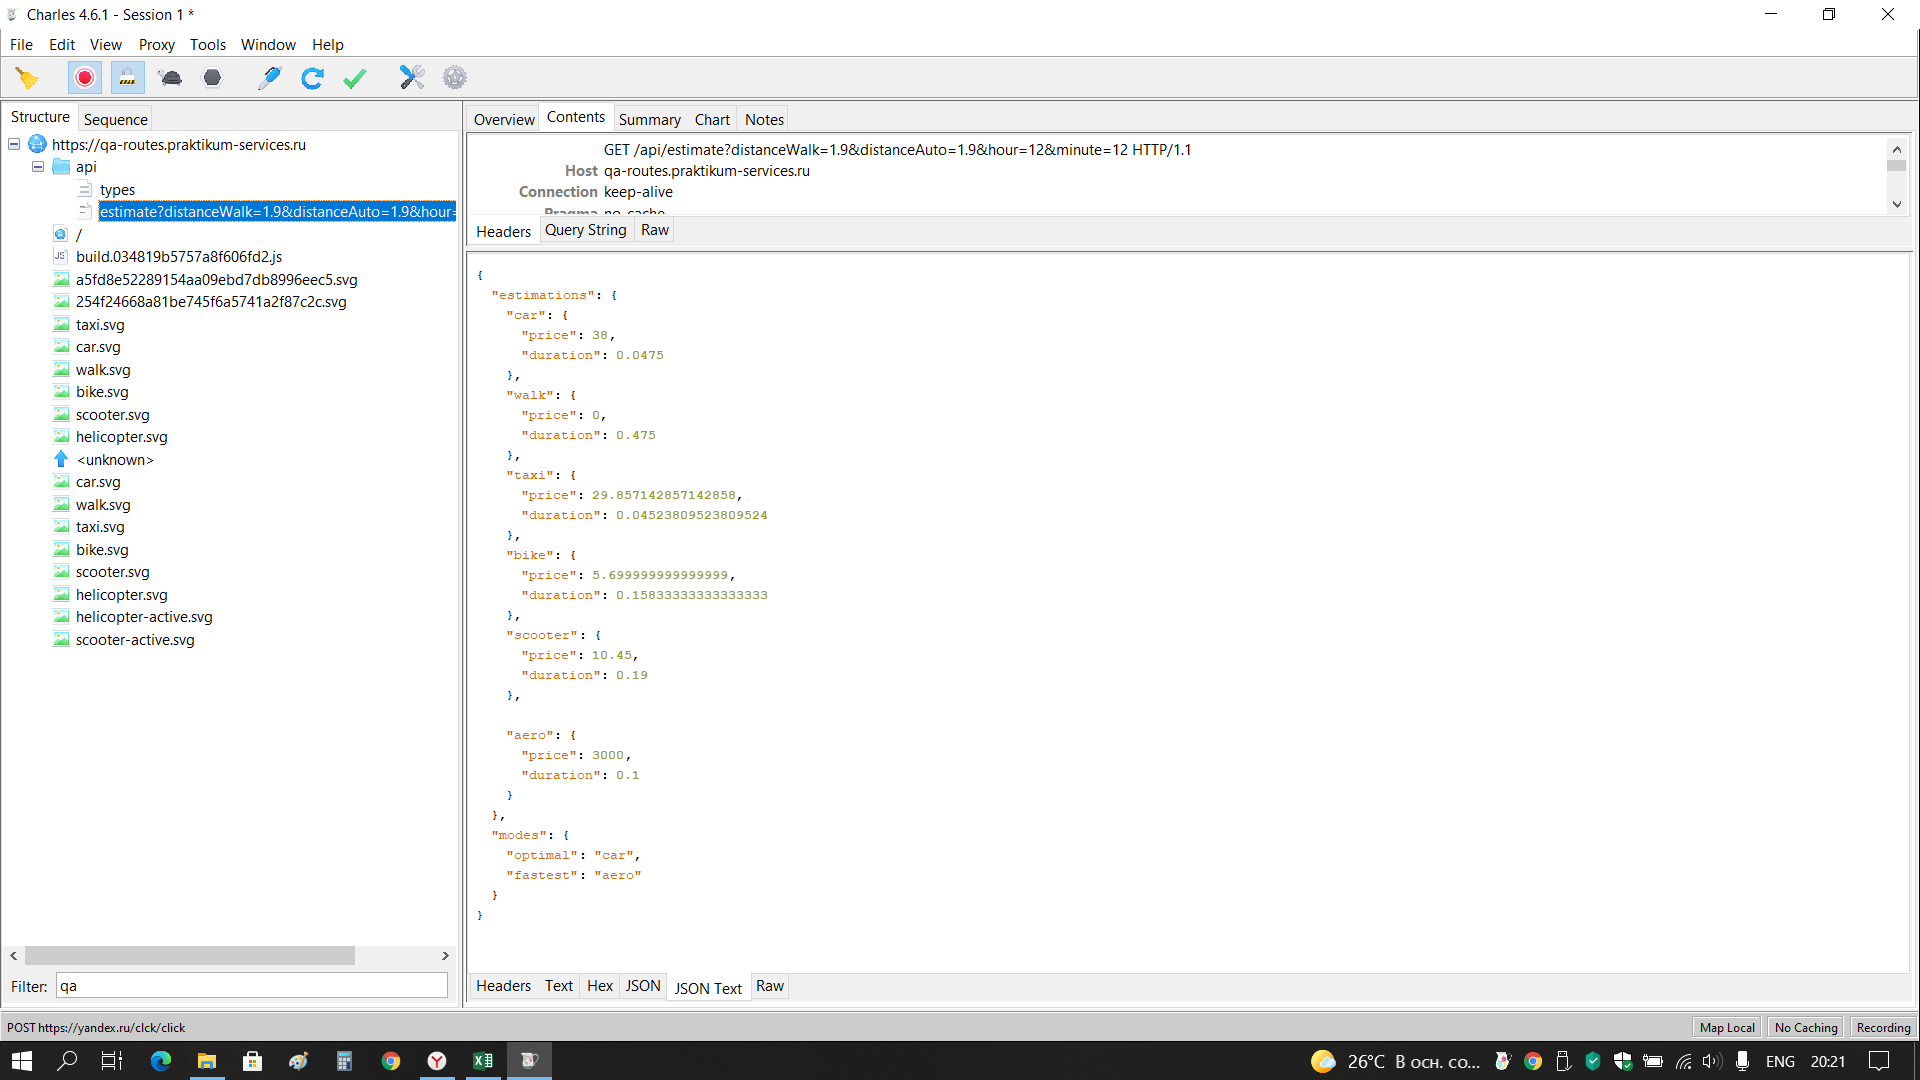 Charles 4.6.1 - Session 1 *
File Edit View Proxy Tools Window Help
Structure Sequence
https://qa-routes.praktikum-services.ru
api
types
estimate?distanceWalk=1.9&distanceAuto=1.9&hour=
/
build.034819b5757a8f606fd2.js
a5fd8e52289154aa09ebd7db8996eec5.svg
254f24668a81be745f6a5741a2f87c2c.svg
taxi.svg
car.svg
walk.svg
bike.svg
scooter.svg
helicopter.svg
<unknown>
car.svg
walk.svg
taxi.svg
bike.svg
scooter.svg
helicopter.svg
helicopter-active.svg
scooter-active.svg
Filter: qa
Overview Contents Summary Chart Notes
GET /api/estimate?distanceWalk=1.9&distanceAuto=1.9&hour=12&minute=12 HTTP/1.1
Host qa-routes.praktikum-services.ru
Connection keep-alive
Pragma no-cache
Headers Query String Raw
{
"estimations": {
"car": {
"price": 38,
"duration": 0.0475
},
"walk": {
"price": 0,
"duration": 0.475
},
"taxi": {
"price": 29.857142857142858,
"duration": 0.04523809523809524
},
"bike": {
"price": 5.699999999999999,
"duration": 0.15833333333333333
},
"scooter": {
"price": 10.45,
"duration": 0.19
},
"aero": {
"price": 3000,
"duration": 0.1
}
},
"modes": {
"optimal": "car",
"fastest": "aero"
}
}
Headers Text Hex JSON JSON Text Raw
POST https://yandex.ru/clck/click
Map Local No Caching Recording
26°C В осн. со... ENG 20:21